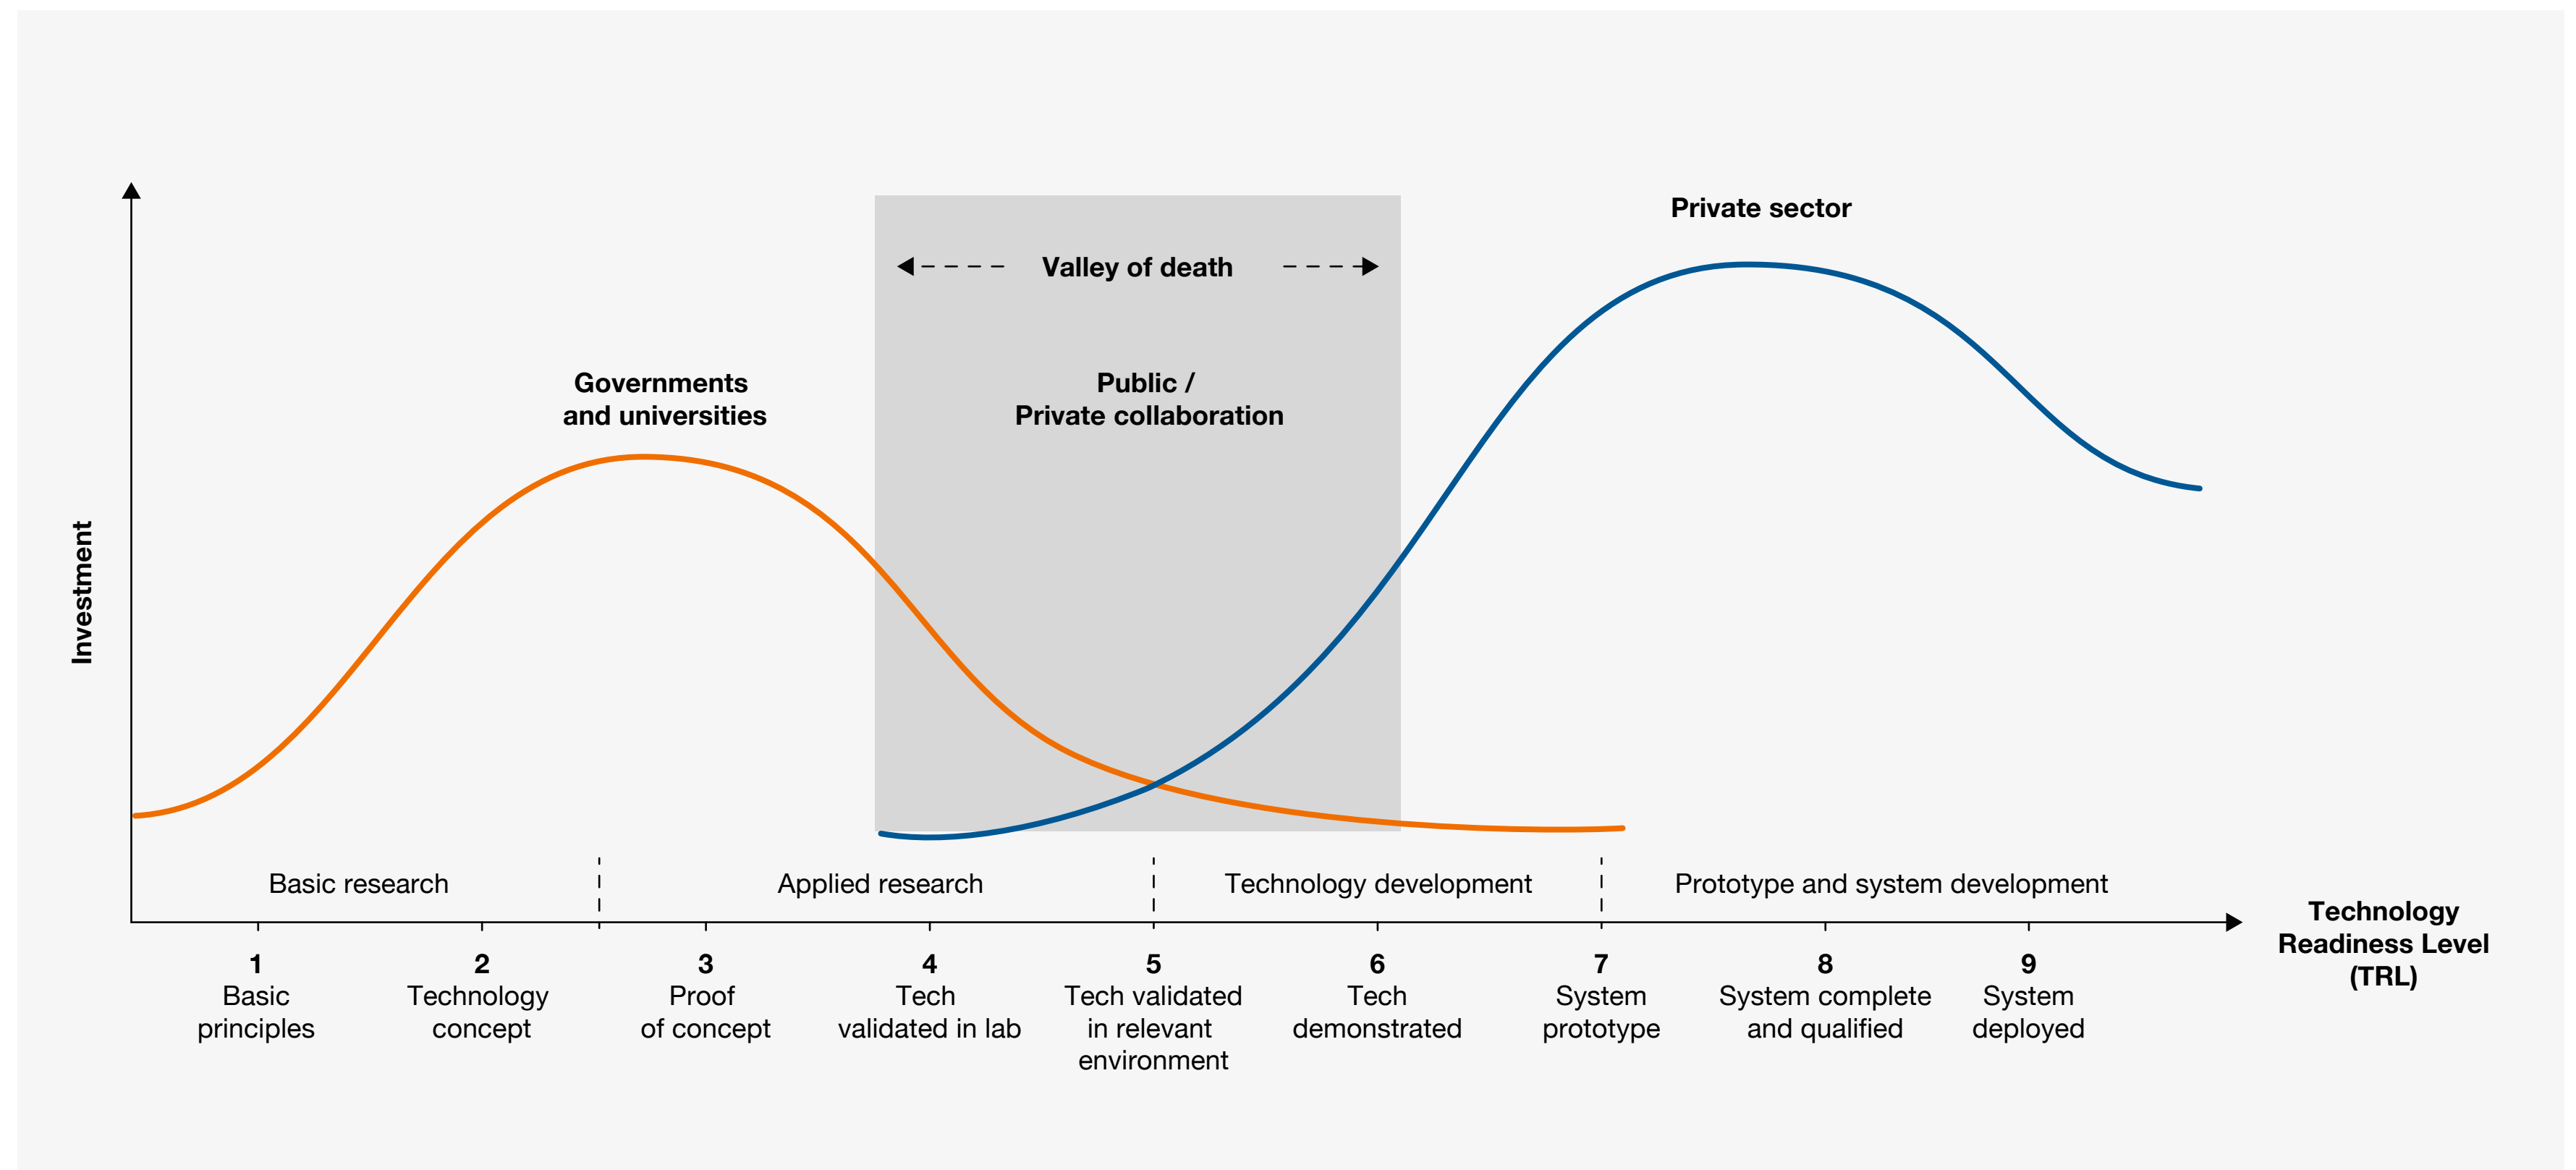 Private sector
Valley of death
Governments
and universities
Public /
Private collaboration
Investment
Basic research
Applied research
Technology development
Prototype and system development
Technology
Readiness Level
(TRL)
1
Basic
principles
2
Technology
concept
3
Proof
of concept
4
Tech
validated in lab
5
Tech validated
in relevant
environment
6
Tech
demonstrated
7
System
prototype
8
System complete
and qualified
9
System
deployed